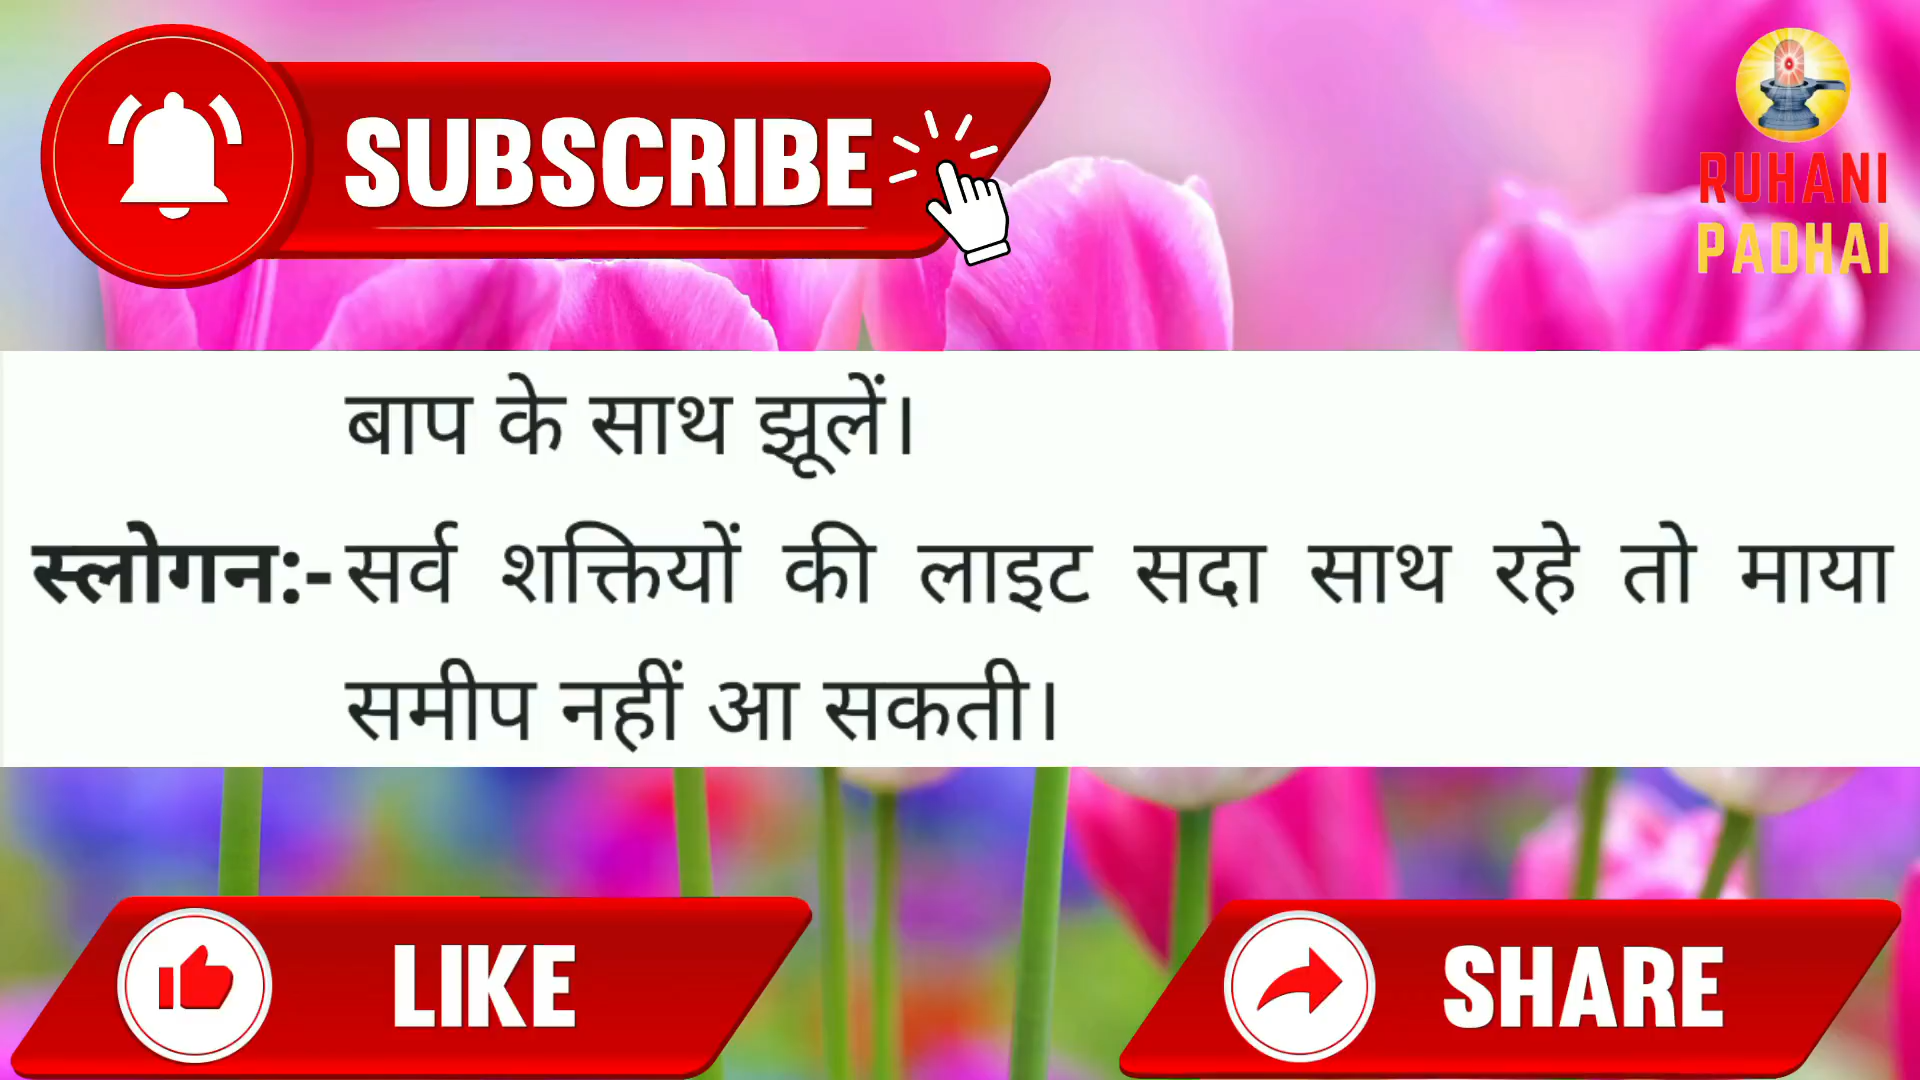 SUBSCRIBE
RUHANI
PADHAI
बाप के साथ झूलें।
स्लोगन:- सर्व शक्तियों की लाइट सदा साथ रहे तो माया
समीप नहीं आ सकती।
LIKE
SHARE